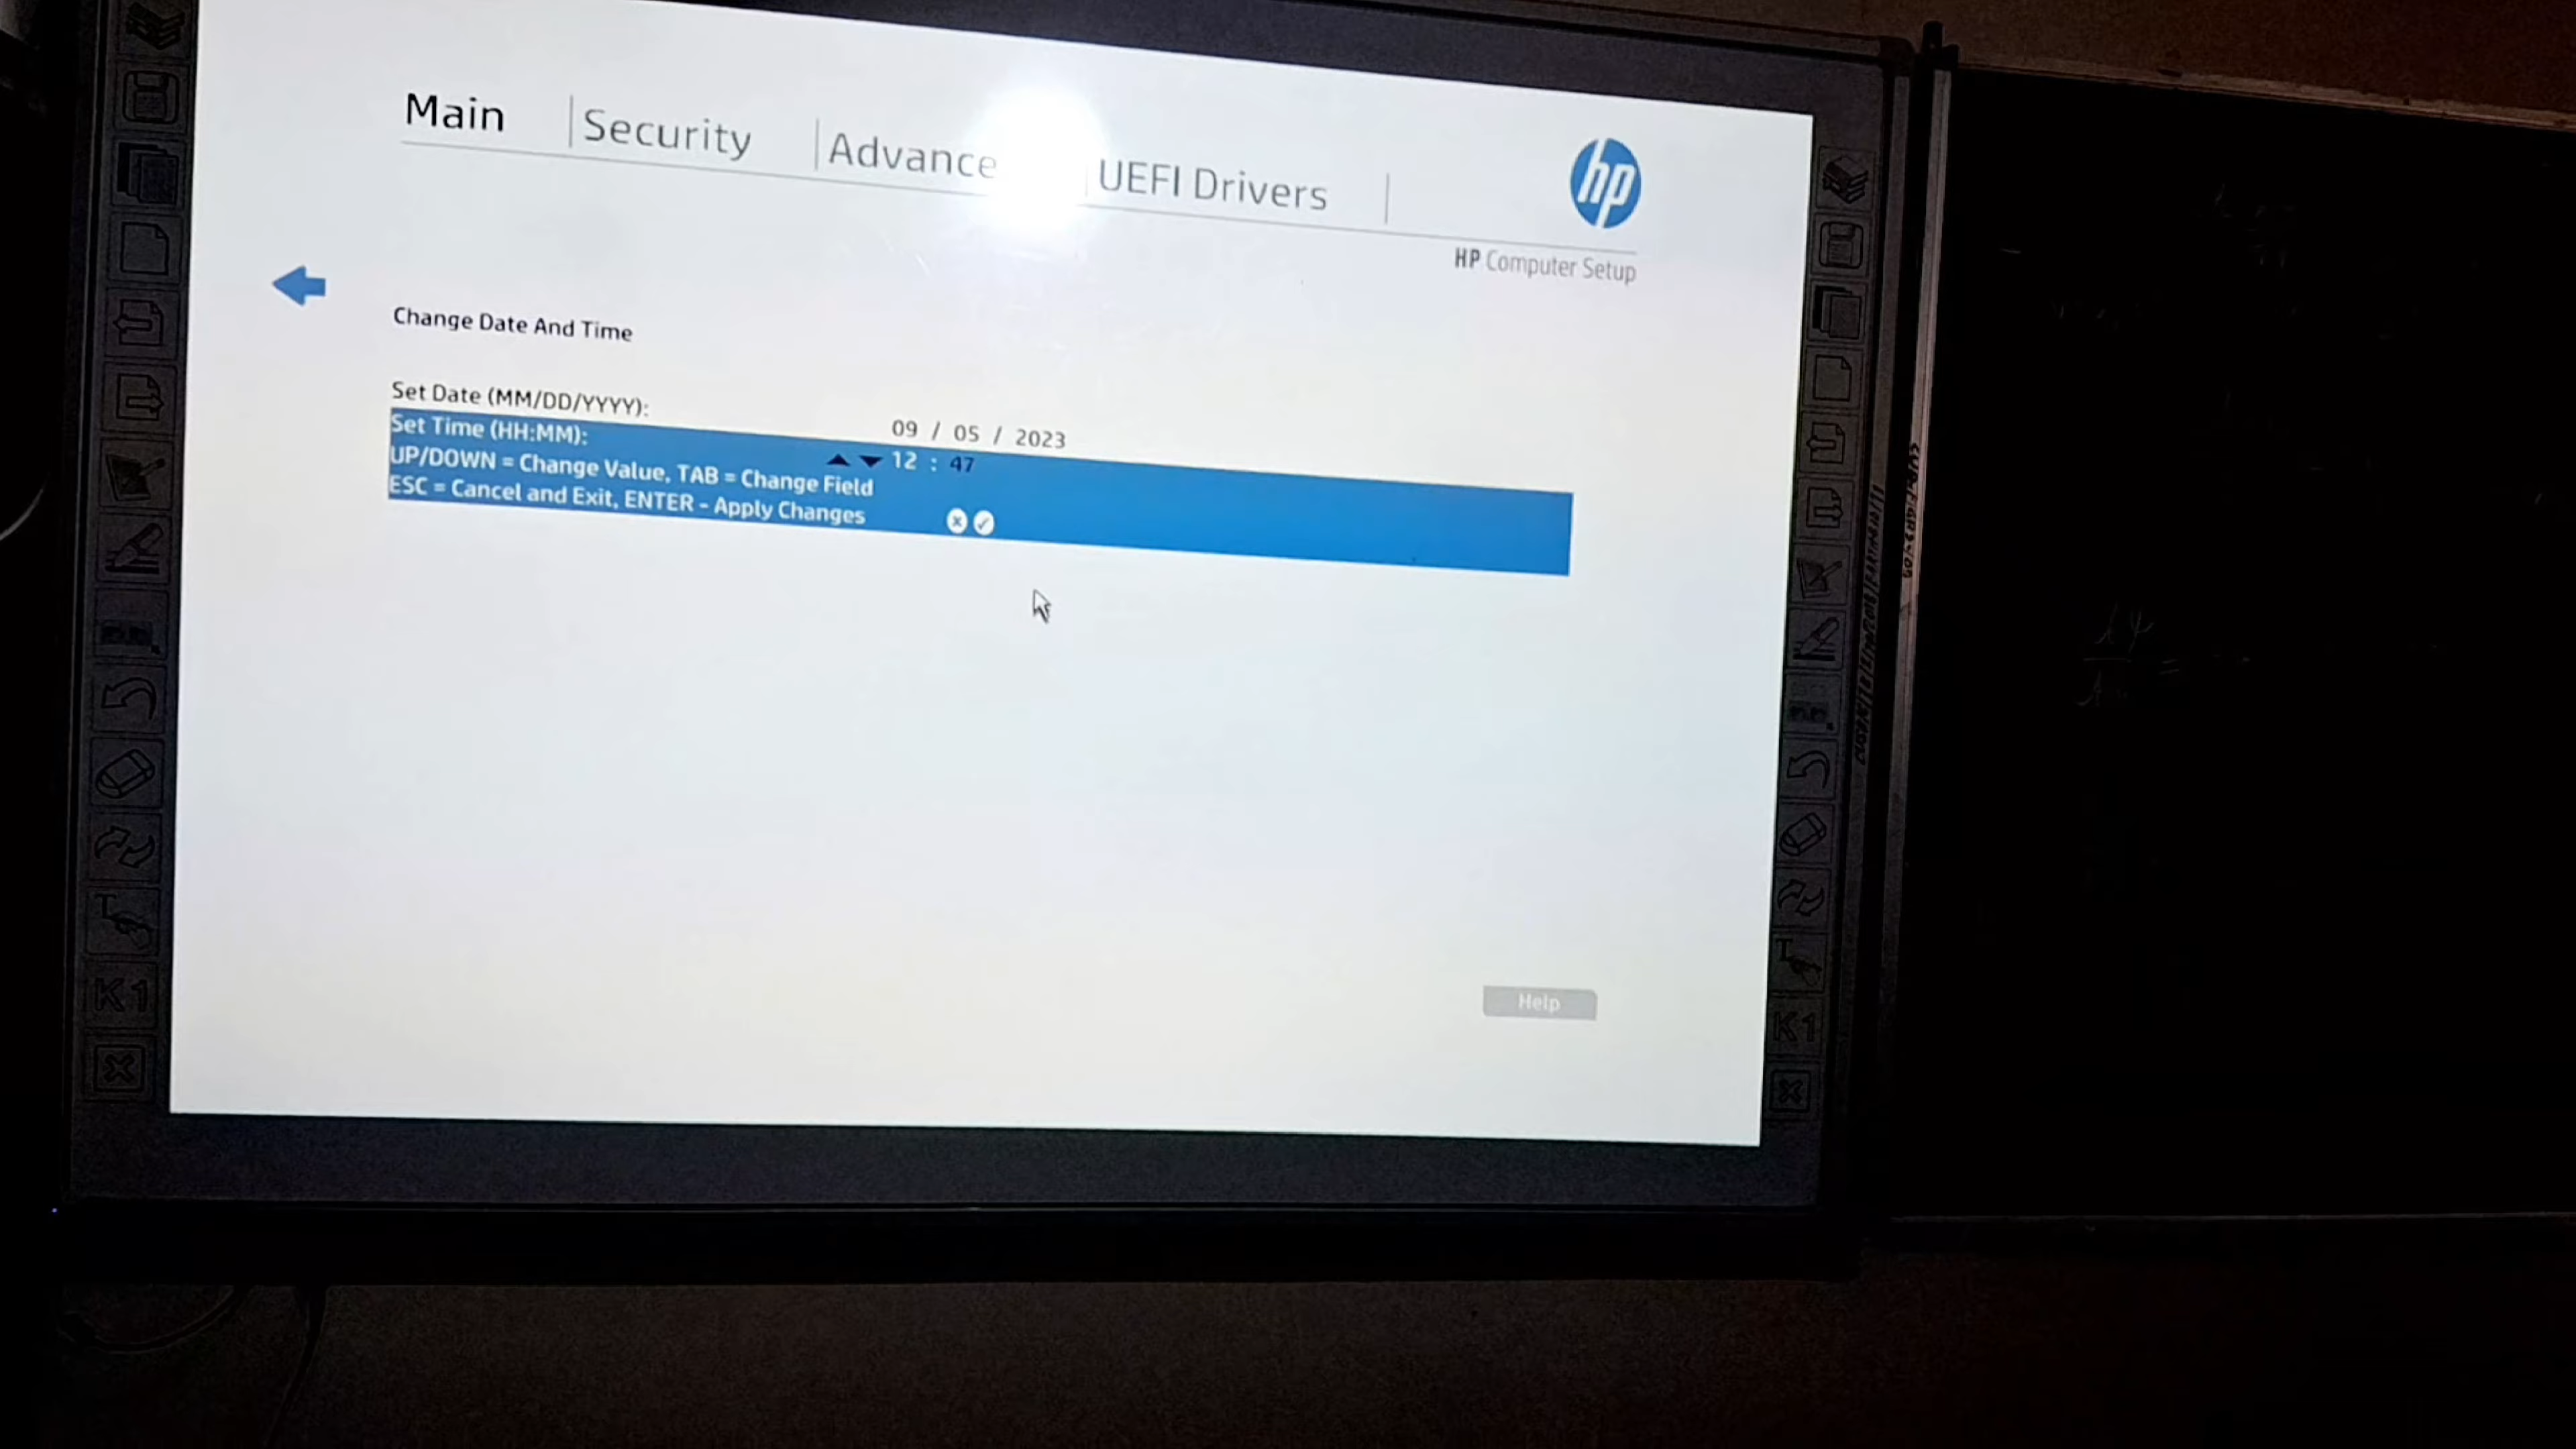 Main
Security
Advance
UEFI Drivers
hp
HP Computer Setup
Change Date And Time
Set Date (MM/DD/YYYY):
09 / 05 / 2023
Set Time (HH:MM):
12 : 47
UP/DOWN = Change Value, TAB = Change Field
ESC = Cancel and Exit, ENTER - Apply Changes
Help
K1
K1